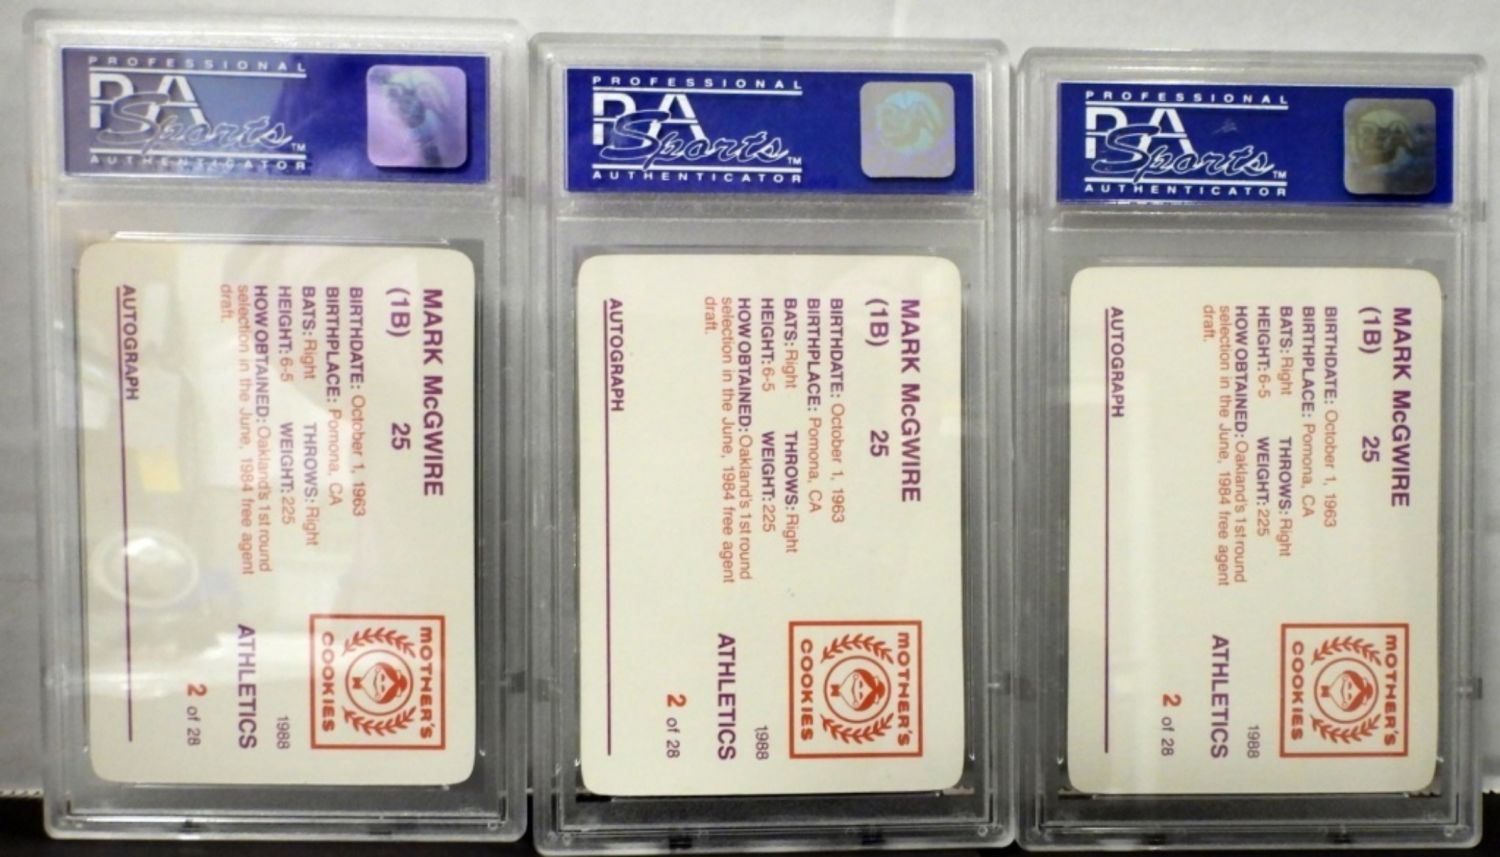 PROFESSIONAL
PSA
Sports™
AUTHENTICATOR
MARK McGWIRE
(1B) 25
BIRTHDATE: October 1, 1963
BIRTHPLACE: Pomona, CA
BATS: Right THROWS: Right
HEIGHT: 6-5 WEIGHT: 225
HOW OBTAINED: Oakland's 1st round
selection in the June, 1984 free agent
draft.
AUTOGRAPH
MOTHER'S
COOKIES
1988
ATHLETICS
2 of 28
PROFESSIONAL
PSA
Sports™
AUTHENTICATOR
MARK McGWIRE
(1B) 25
BIRTHDATE: October 1, 1963
BIRTHPLACE: Pomona, CA
BATS: Right THROWS: Right
HEIGHT: 6-5 WEIGHT: 225
HOW OBTAINED: Oakland's 1st round
selection in the June, 1984 free agent
draft.
AUTOGRAPH
MOTHER'S
COOKIES
1988
ATHLETICS
2 of 28
PROFESSIONAL
PSA
Sports™
AUTHENTICATOR
MARK McGWIRE
(1B) 25
BIRTHDATE: October 1, 1963
BIRTHPLACE: Pomona, CA
BATS: Right THROWS: Right
HEIGHT: 6-5 WEIGHT: 225
HOW OBTAINED: Oakland's 1st round
selection in the June, 1984 free agent
draft.
AUTOGRAPH
MOTHER'S
COOKIES
1988
ATHLETICS
2 of 28